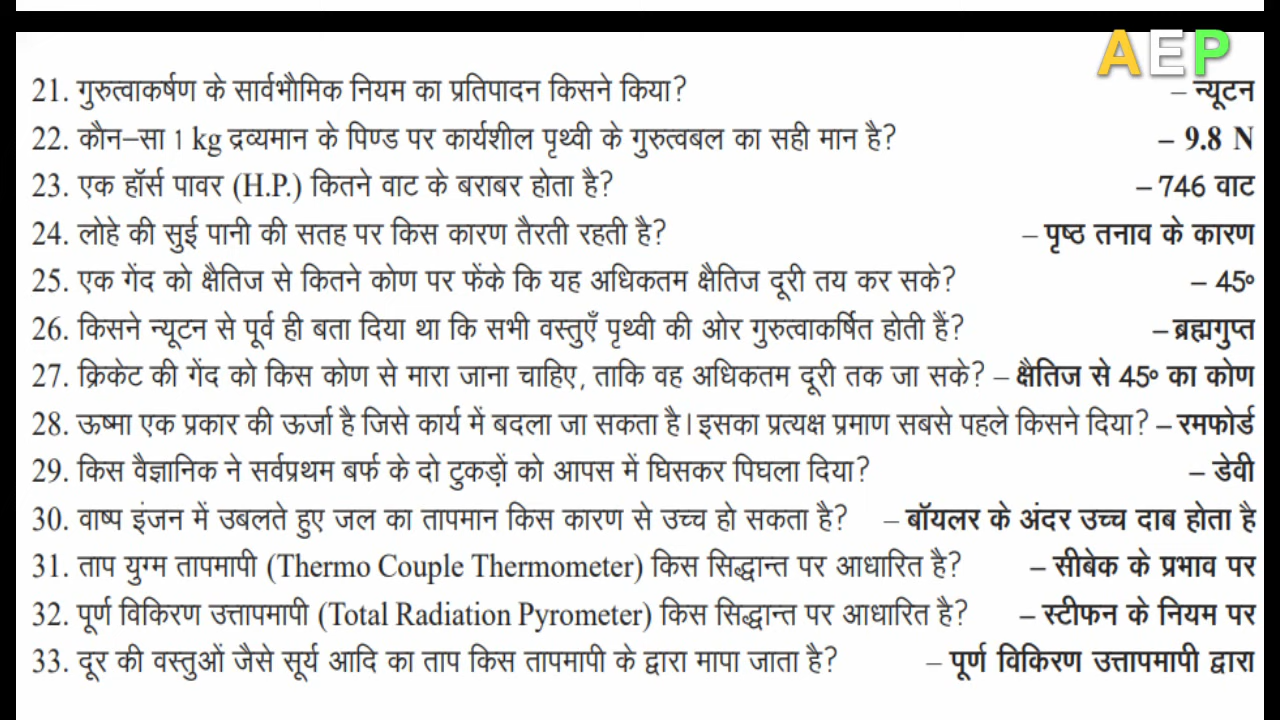 AEP
21. गुरुत्वाकर्षण के सार्वभौमिक नियम का प्रतिपादन किसने किया? – न्यूटन
22. कौन–सा 1 kg द्रव्यमान के पिण्ड पर कार्यशील पृथ्वी के गुरुत्वबल का सही मान है? – 9.8 N
23. एक हॉर्स पावर (H.P.) कितने वाट के बराबर होता है? – 746 वाट
24. लोहे की सुई पानी की सतह पर किस कारण तैरती रहती है? – पृष्ठ तनाव के कारण
25. एक गेंद को क्षैतिज से कितने कोण पर फेंके कि यह अधिकतम क्षैतिज दूरी तय कर सके? – 45°
26. किसने न्यूटन से पूर्व ही बता दिया था कि सभी वस्तुएँ पृथ्वी की ओर गुरुत्वाकर्षित होती हैं? – ब्रह्मगुप्त
27. क्रिकेट की गेंद को किस कोण से मारा जाना चाहिए, ताकि वह अधिकतम दूरी तक जा सके? – क्षैतिज से 45° का कोण
28. ऊष्मा एक प्रकार की ऊर्जा है जिसे कार्य में बदला जा सकता है। इसका प्रत्यक्ष प्रमाण सबसे पहले किसने दिया? – रमफोर्ड
29. किस वैज्ञानिक ने सर्वप्रथम बर्फ के दो टुकड़ों को आपस में घिसकर पिघला दिया? – डेवी
30. वाष्प इंजन में उबलते हुए जल का तापमान किस कारण से उच्च हो सकता है? – बॉयलर के अंदर उच्च दाब होता है
31. ताप युग्म तापमापी (Thermo Couple Thermometer) किस सिद्धान्त पर आधारित है? – सीबेक के प्रभाव पर
32. पूर्ण विकिरण उत्तापमापी (Total Radiation Pyrometer) किस सिद्धान्त पर आधारित है? – स्टीफन के नियम पर
33. दूर की वस्तुओं जैसे सूर्य आदि का ताप किस तापमापी के द्वारा मापा जाता है? – पूर्ण विकिरण उत्तापमापी द्वारा